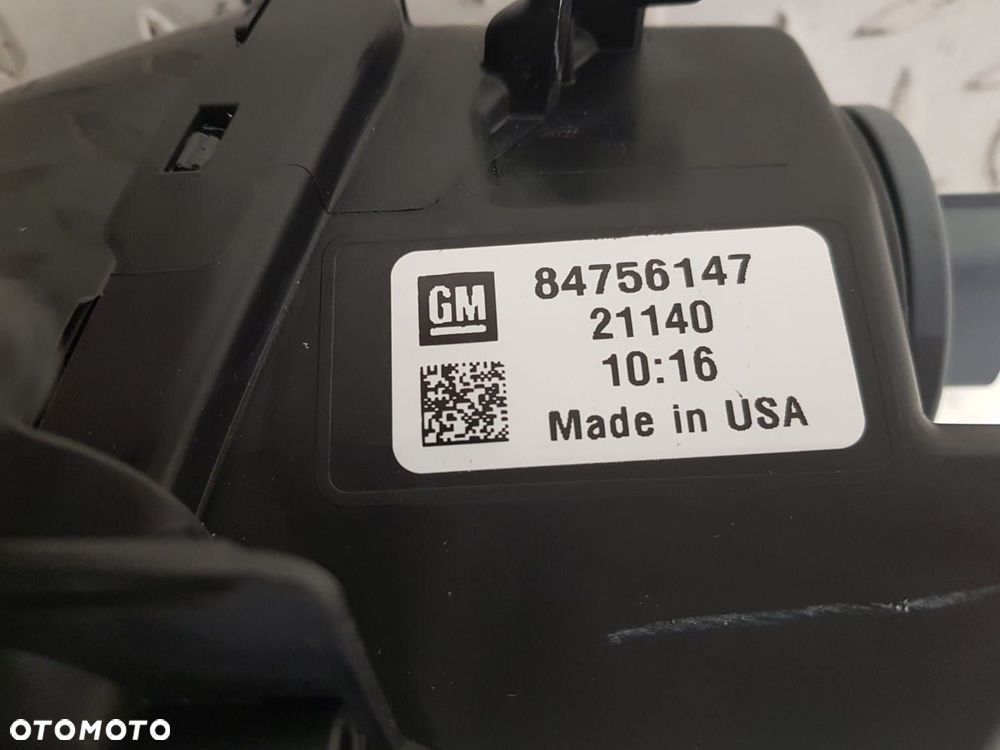 GM
84756147
21140
10:16
Made in USA
OTOMOTO